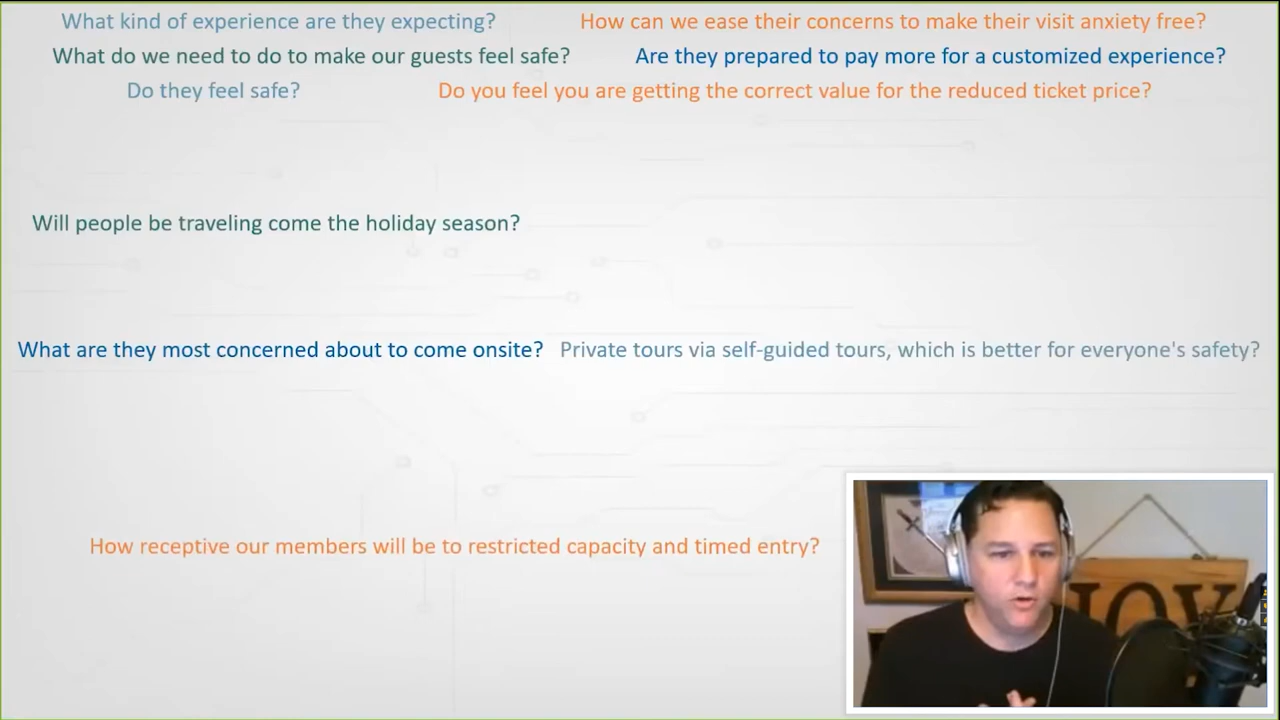 What kind of experience are they expecting?
How can we ease their concerns to make their visit anxiety free?
What do we need to do to make our guests feel safe?
Are they prepared to pay more for a customized experience?
Do they feel safe?
Do you feel you are getting the correct value for the reduced ticket price?
Will people be traveling come the holiday season?
What are they most concerned about to come onsite?
Private tours via self-guided tours, which is better for everyone's safety?
How receptive our members will be to restricted capacity and timed entry?
JOY